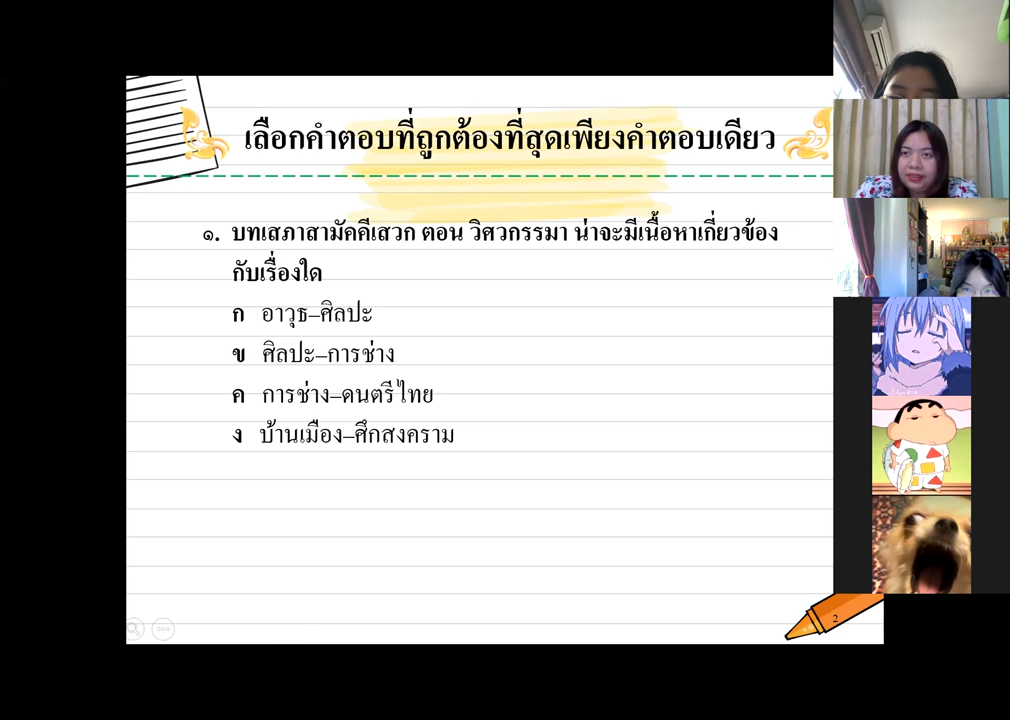 เลือกคำตอบที่ถูกต้องที่สุดเพียงคำตอบเดียว
๑. บทเสภาสามัคคีเสวก ตอน วิศวกรรมา น่าจะมีเนื้อหาเกี่ยวข้อง
กับเรื่องใด
ก อาวุธ–ศิลปะ
ข ศิลปะ–การช่าง
ค การช่าง–ดนตรีไทย
ง บ้านเมือง–ศึกสงคราม
2